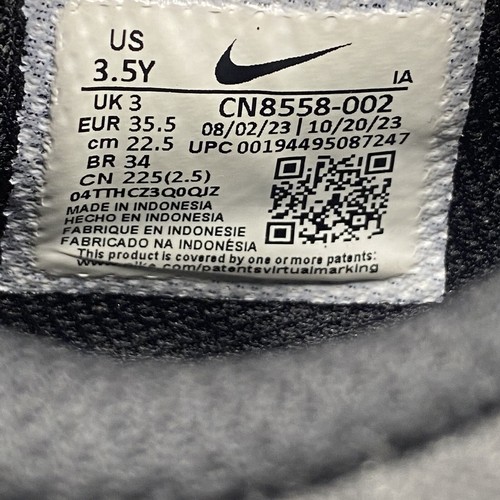 US
3.5Y
IA
UK 3
CN8558-002
EUR 35.5
08/02/23 | 10/20/23
cm 22.5
UPC 00194495087247
BR 34
CN 225(2.5)
04TTHCZ3Q0QJZ
MADE IN INDONESIA
HECHO EN INDONESIA
FABRIQUE EN INDONESIE
FABRICADO NA INDONÉSIA
This product is covered by one or more patents:
www.nike.com/patentsvirtualmarking